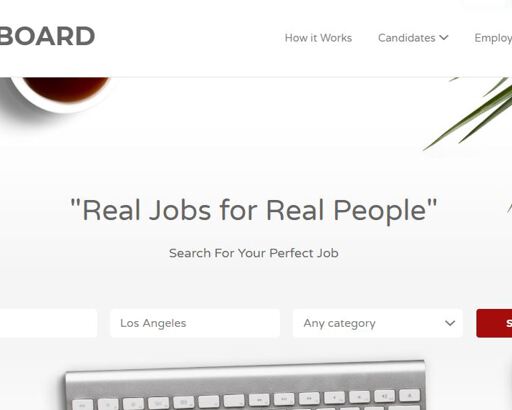 BOARD
How it Works
Candidates
Employ
"Real Jobs for Real People"
Search For Your Perfect Job
Los Angeles
Any category
S